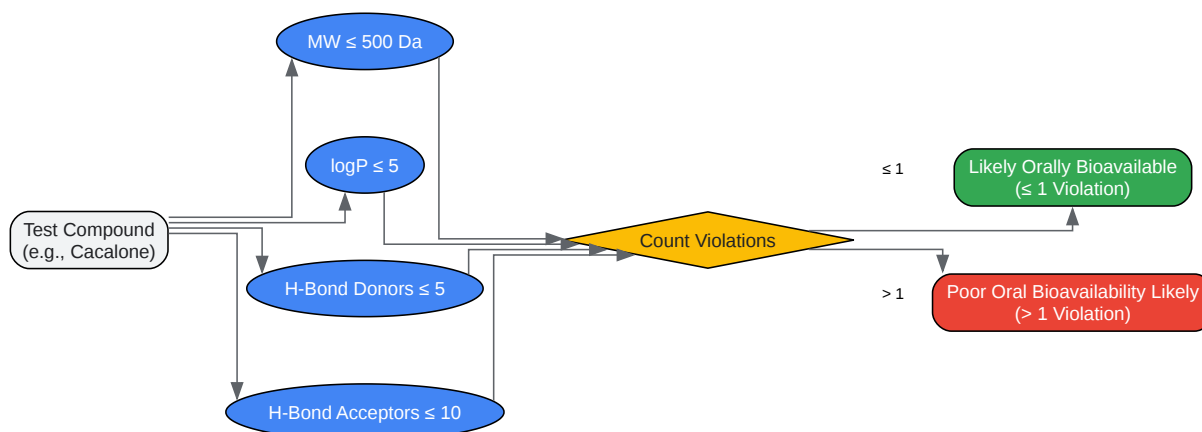 MW ≤ 500 Da
logP ≤ 5
Test Compound
(e.g., Cacalone)
H-Bond Donors ≤ 5
H-Bond Acceptors ≤ 10
Count Violations
≤ 1
> 1
Likely Orally Bioavailable
(≤ 1 Violation)
Poor Oral Bioavailability Likely
(> 1 Violation)